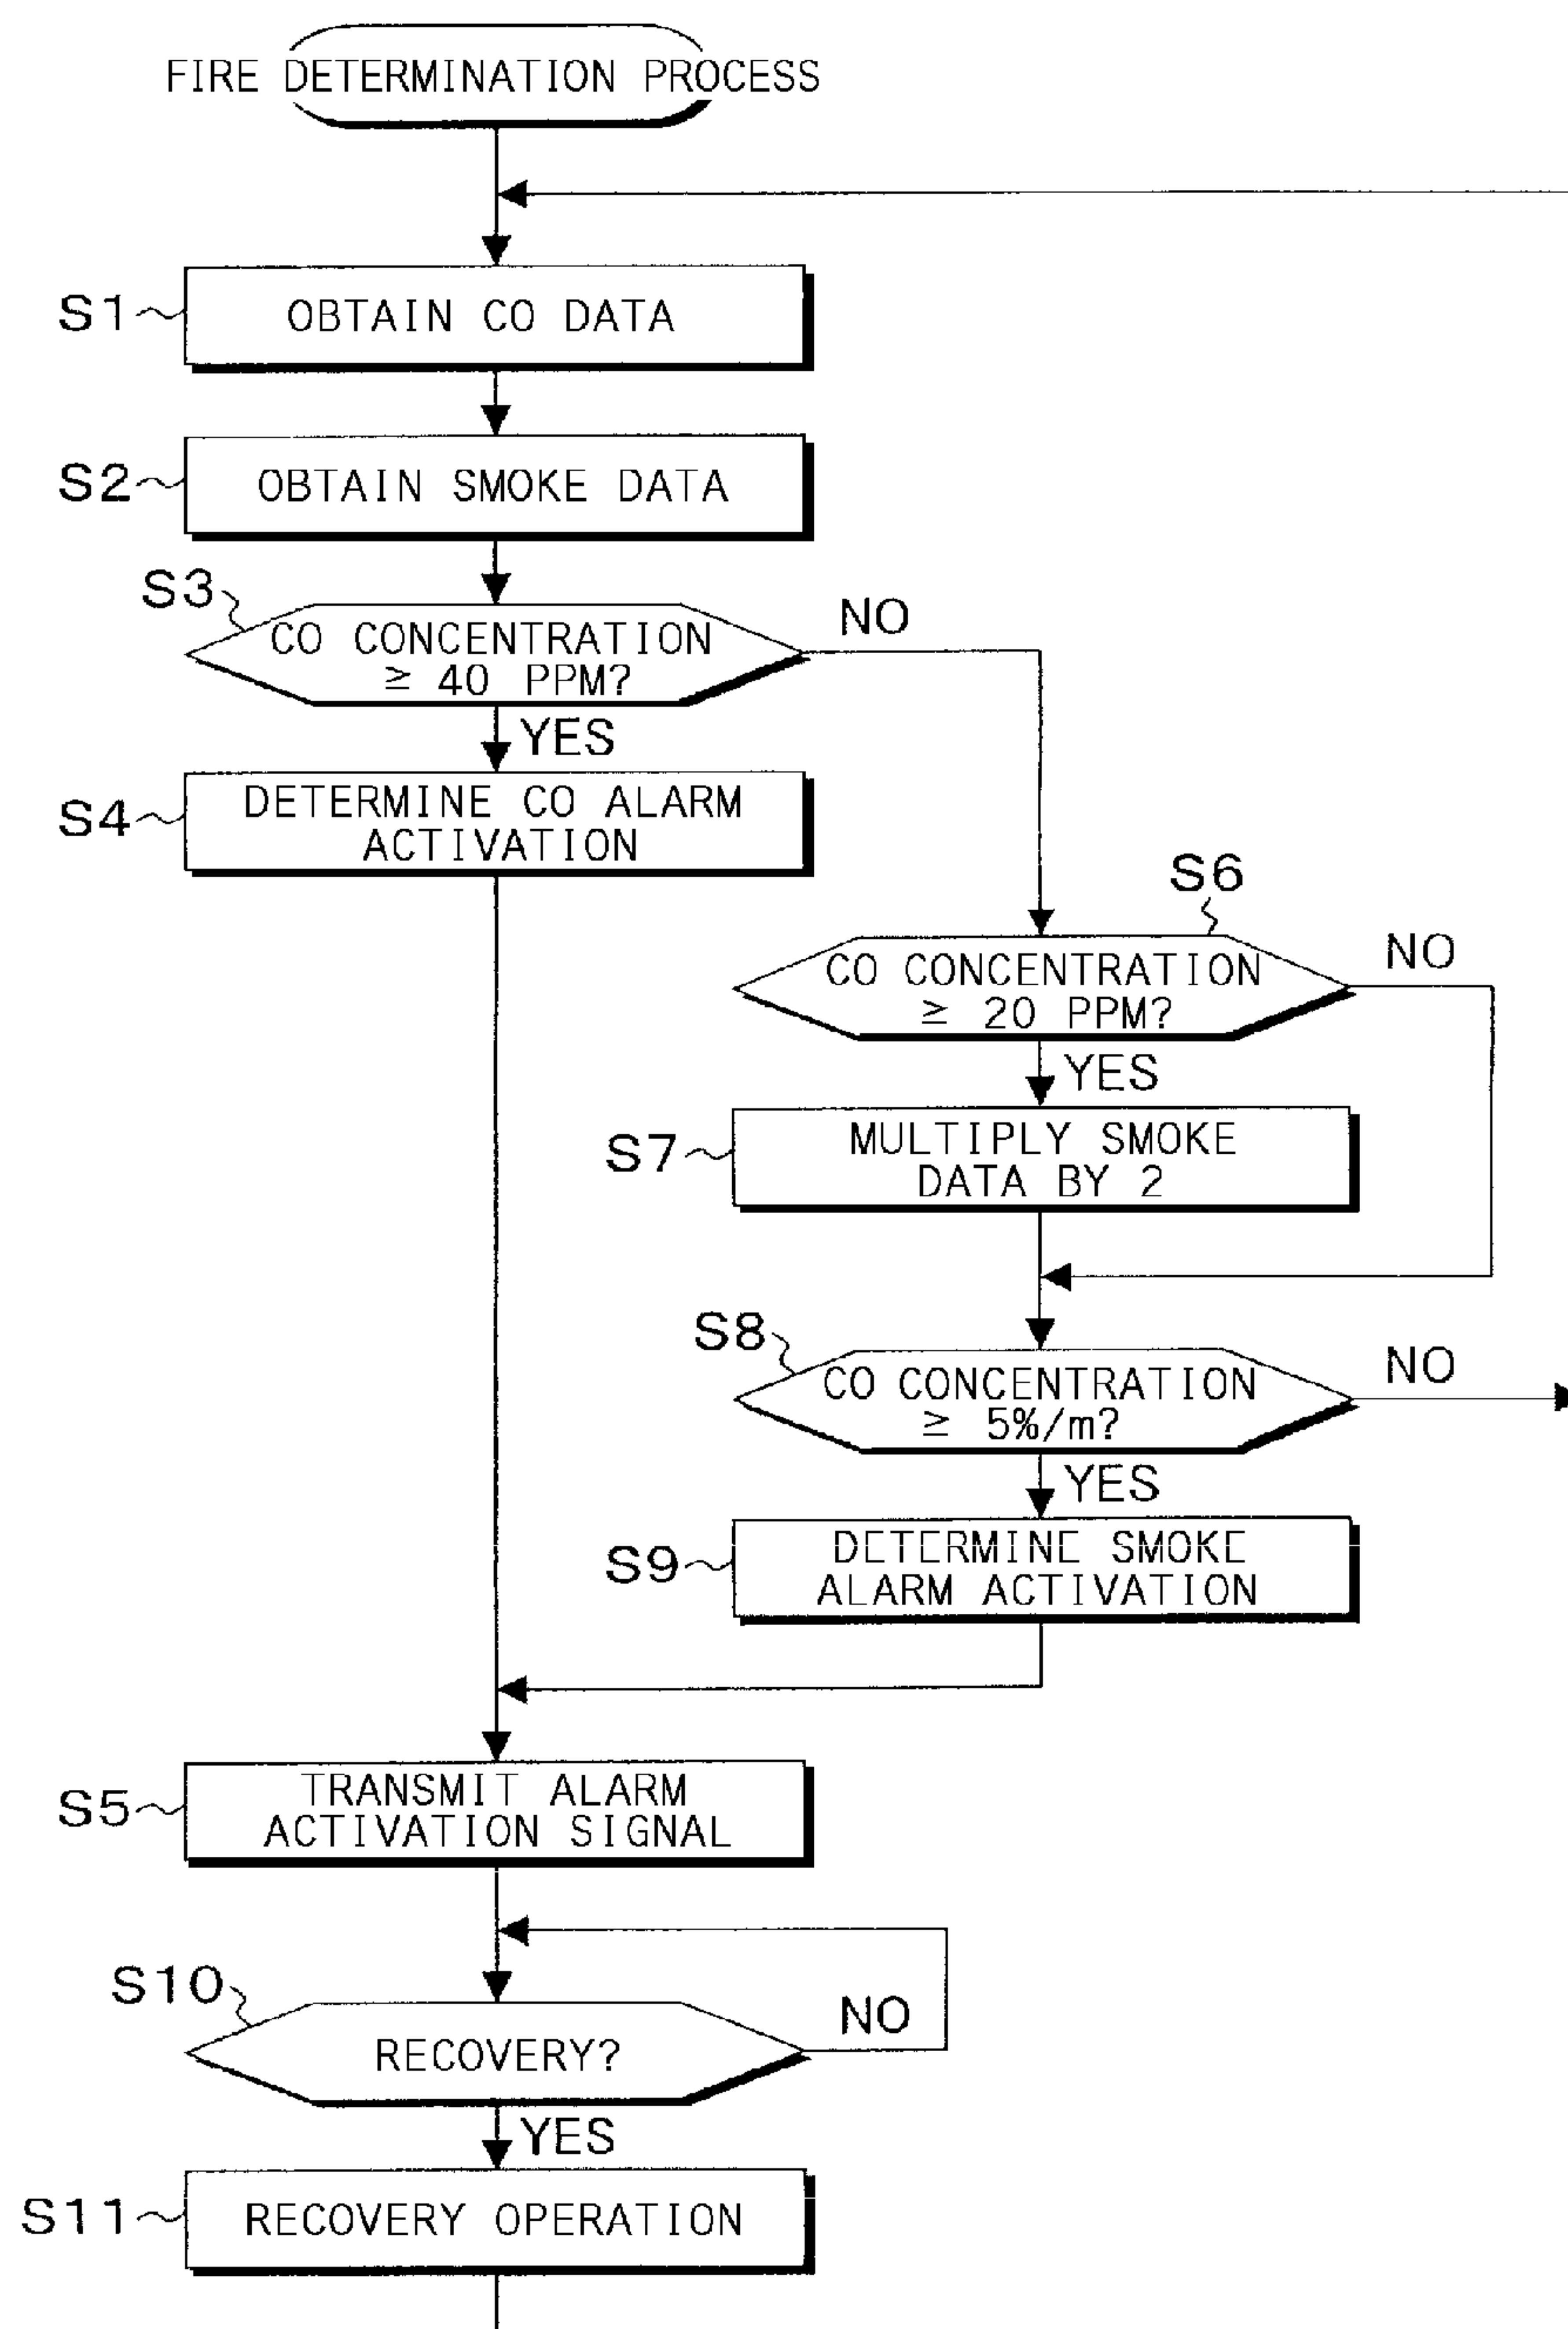 FIRE DETERMINATION PROCESS
S1
OBTAIN CO DATA
S2
OBTAIN SMOKE DATA
S3
CO CONCENTRATION
≥ 40 PPM?
NO
YES
S4
DETERMINE CO ALARM
ACTIVATION
S6
CO CONCENTRATION
≥ 20 PPM?
NO
YES
S7
MULTIPLY SMOKE
DATA BY 2
S8
CO CONCENTRATION
≥ 5%/m?
NO
YES
S9
DETERMINE SMOKE
ALARM ACTIVATION
S5
TRANSMIT ALARM
ACTIVATION SIGNAL
S10
RECOVERY?
NO
YES
S11
RECOVERY OPERATION